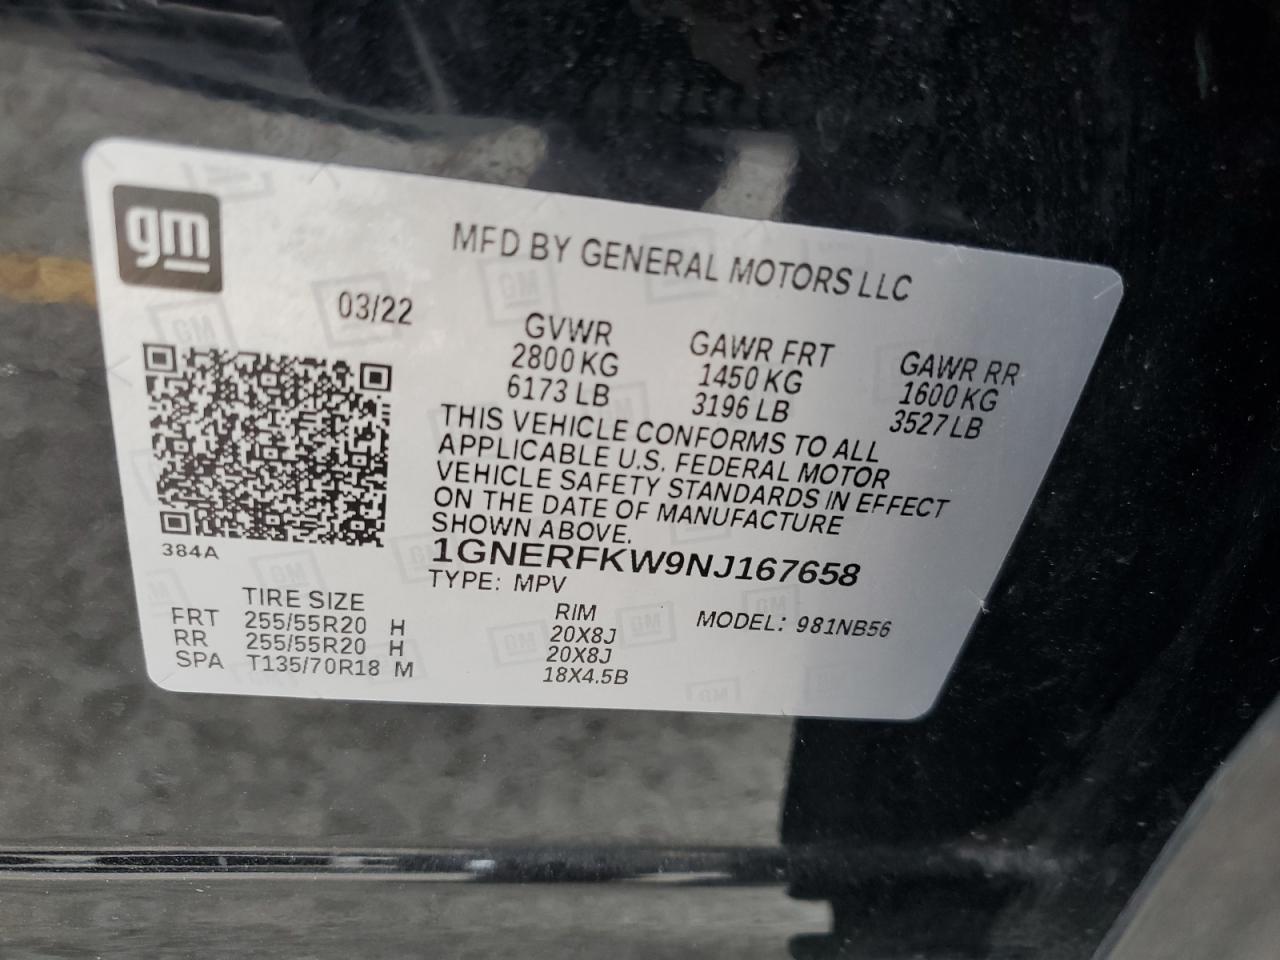 gm
MFD BY GENERAL MOTORS LLC
03/22
GVWR GAWR FRT GAWR RR
2800 KG 1450 KG 1600 KG
6173 LB 3196 LB 3527 LB
THIS VEHICLE CONFORMS TO ALL
APPLICABLE U.S. FEDERAL MOTOR
VEHICLE SAFETY STANDARDS IN EFFECT
ON THE DATE OF MANUFACTURE
SHOWN ABOVE.
384A
1GNERFKW9NJ167658
TYPE: MPV
TIRE SIZE RIM MODEL: 981NB56
FRT 255/55R20 H 20X8J
RR 255/55R20 H 20X8J
SPA T135/70R18 M 18X4.5B